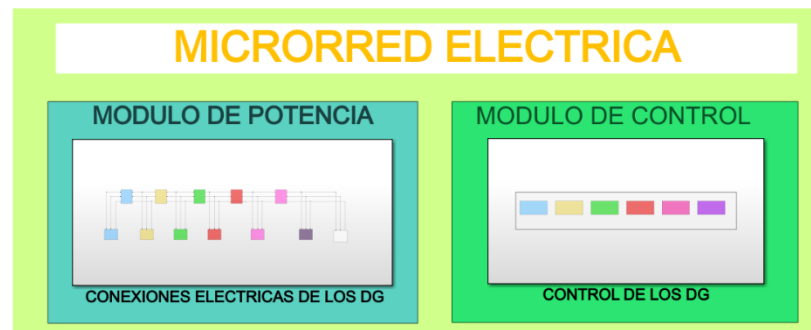 MICRORRED ELECTRICA
MODULO DE POTENCIA
CONEXIONES ELECTRICAS DE LOS DG
MODULO DE CONTROL
CONTROL DE LOS DG